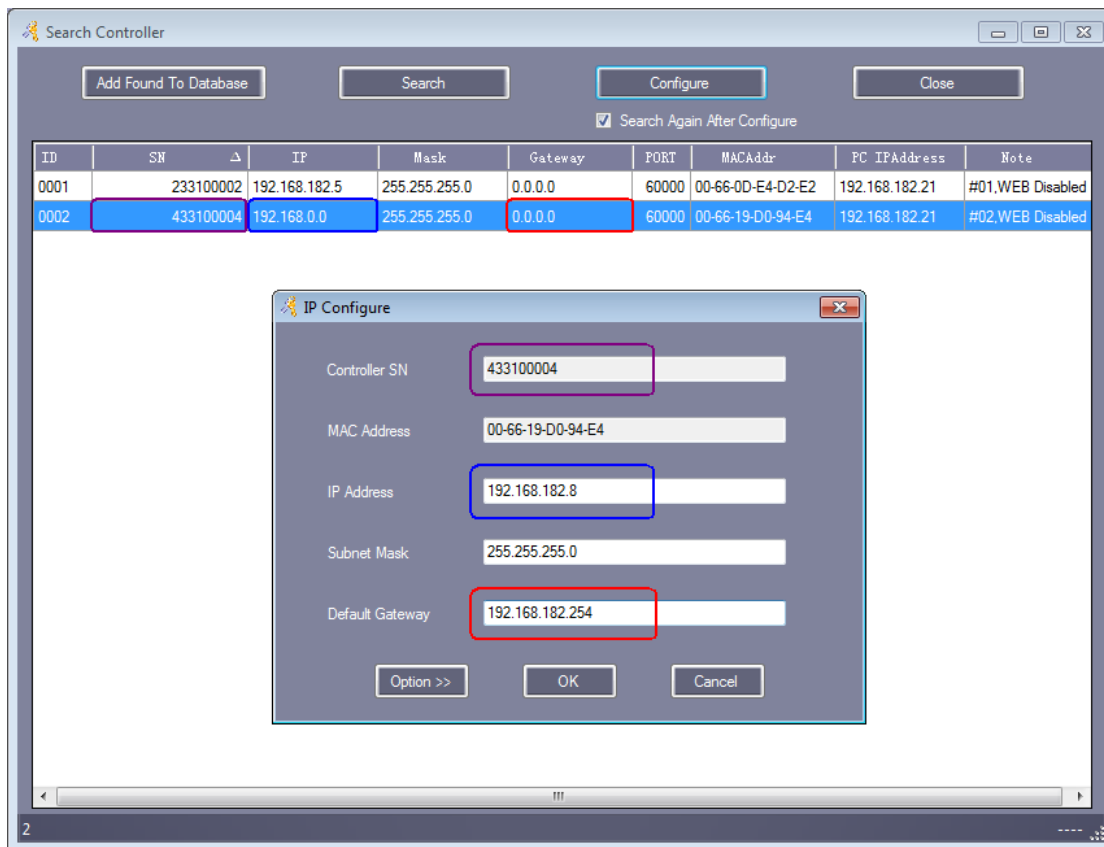 Search Controller
Add Found To Database Search Configure Close
Search Again After Configure
ID SN IP Mask Gateway PORT MACAddr PC IPAddress Note
0001 233100002 192.168.182.5 255.255.255.0 0.0.0.0 60000 00-66-0D-E4-D2-E2 192.168.182.21 #01,WEB Disabled
0002 433100004 192.168.0.0 255.255.255.0 0.0.0.0 60000 00-66-19-D0-94-E4 192.168.182.21 #02,WEB Disabled
IP Configure
Controller SN 433100004
MAC Address 00-66-19-D0-94-E4
IP Address 192.168.182.8
Subnet Mask 255.255.255.0
Default Gateway 192.168.182.254
Option >> OK Cancel
2 ----